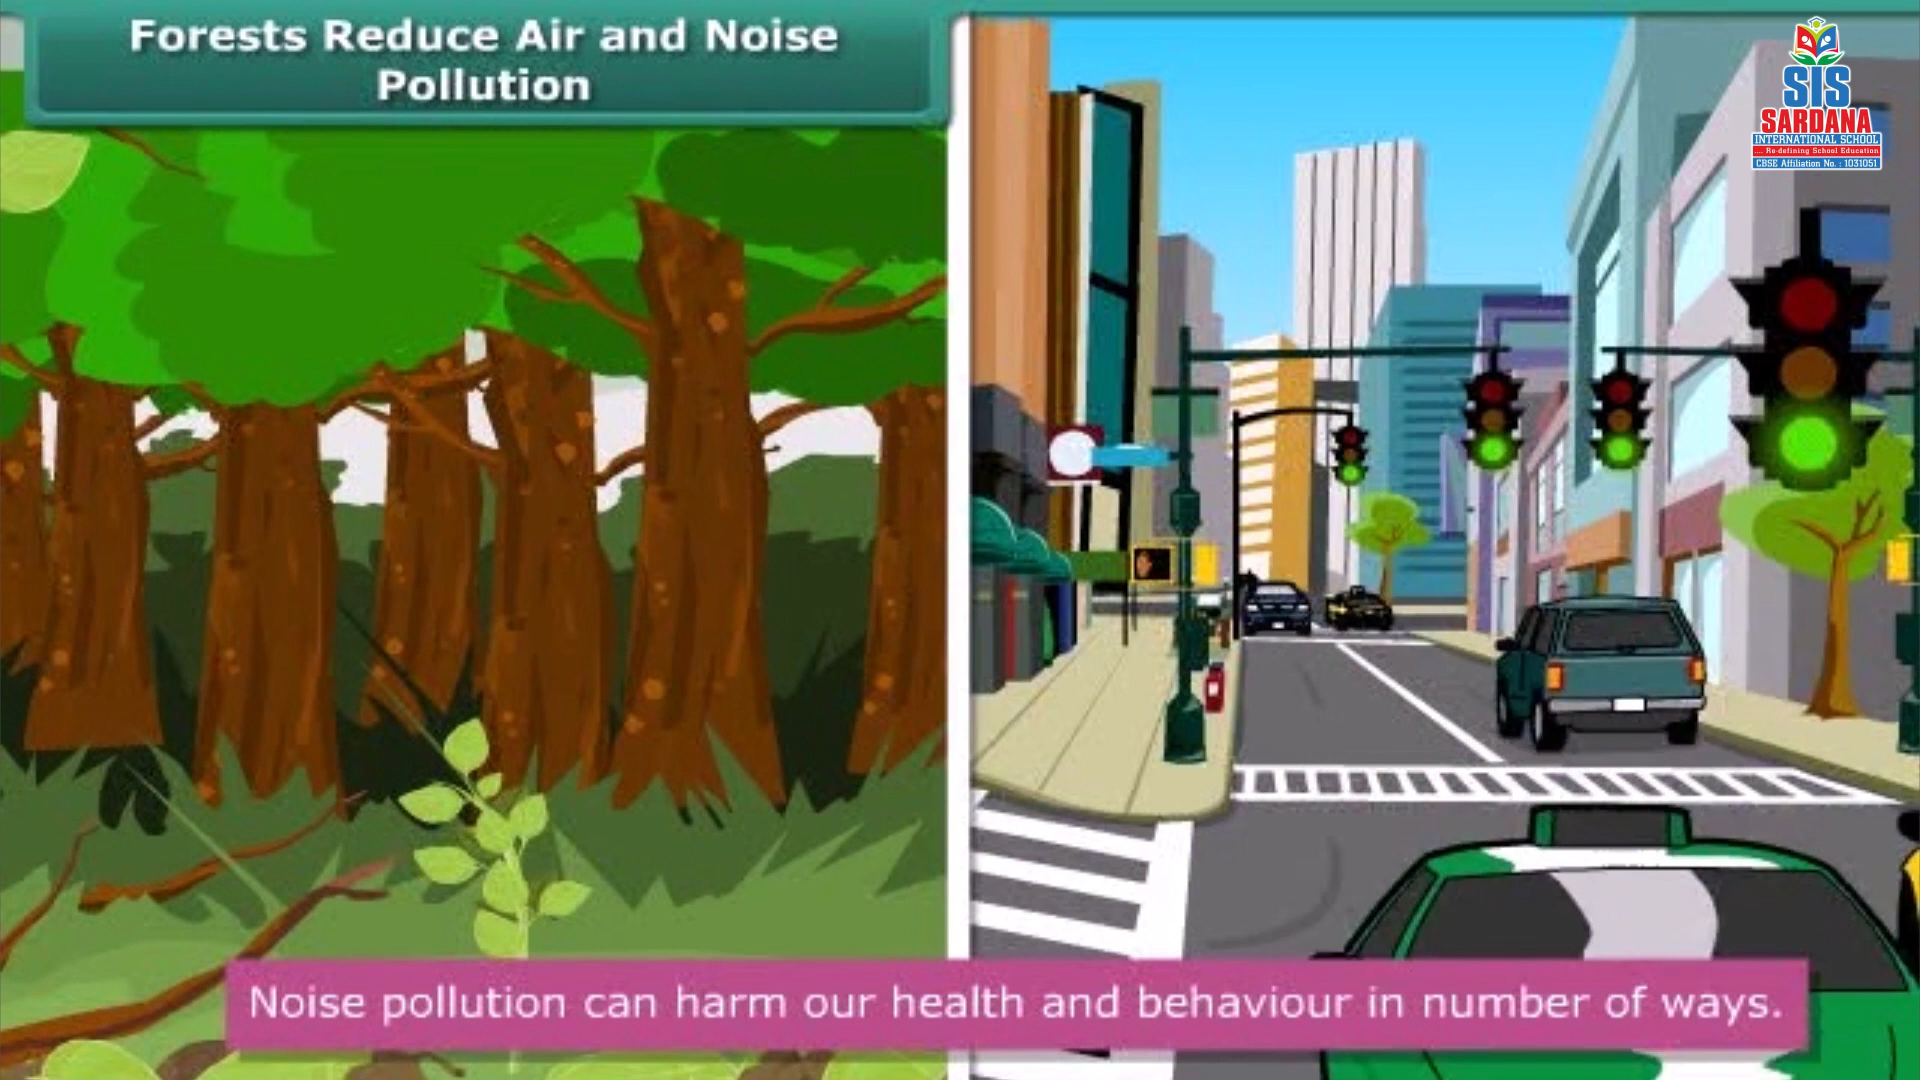 Forests Reduce Air and Noise
Pollution
SIS
SARDANA
INTERNATIONAL SCHOOL
.... Re-defining School Education
CBSE Affiliation No. : 1031051
Noise pollution can harm our health and behaviour in number of ways.